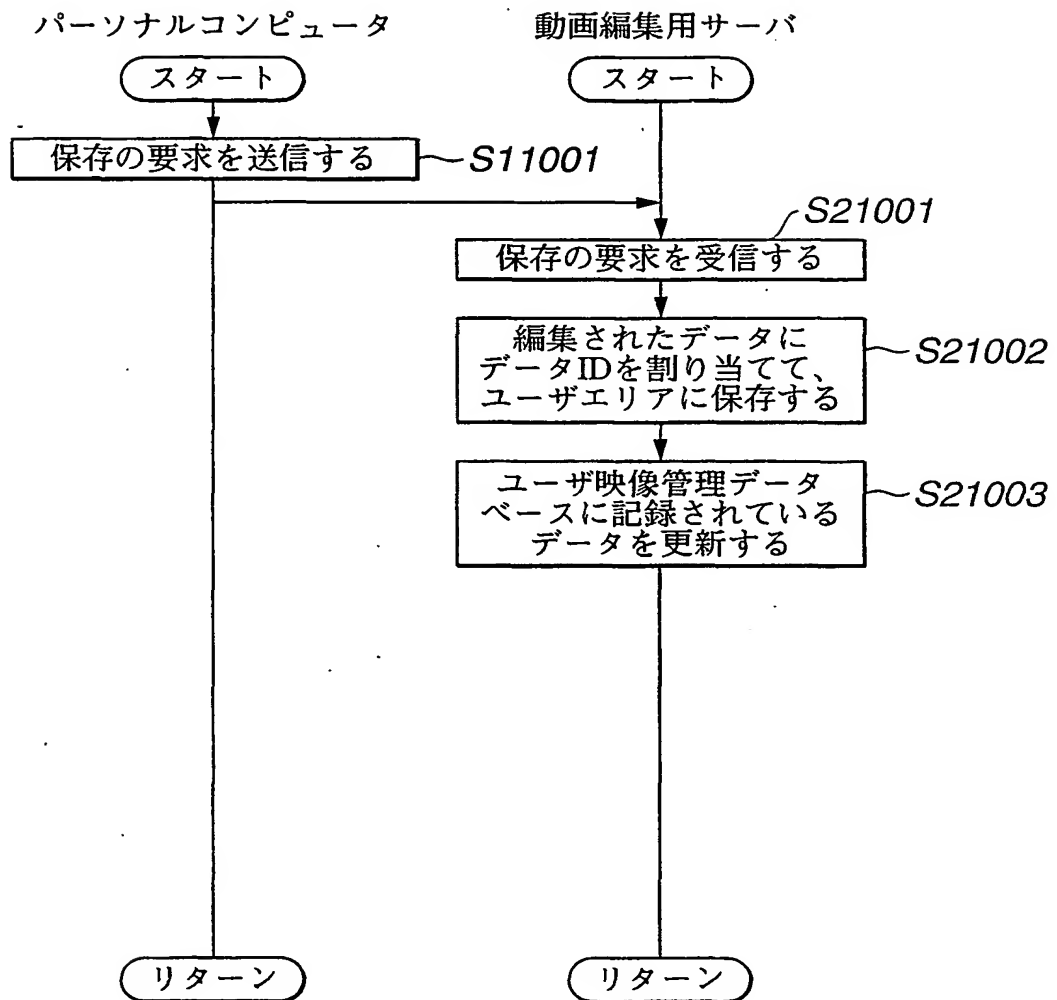 パーソナルコンピュータ
動画編集用サーバ
スタート
スタート
保存の要求を送信する
S11001
S21001
保存の要求を受信する
編集されたデータに
データIDを割り当てて、
ユーザエリアに保存する
S21002
ユーザ映像管理データ
ベースに記録されている
データを更新する
S21003
リターン
リターン